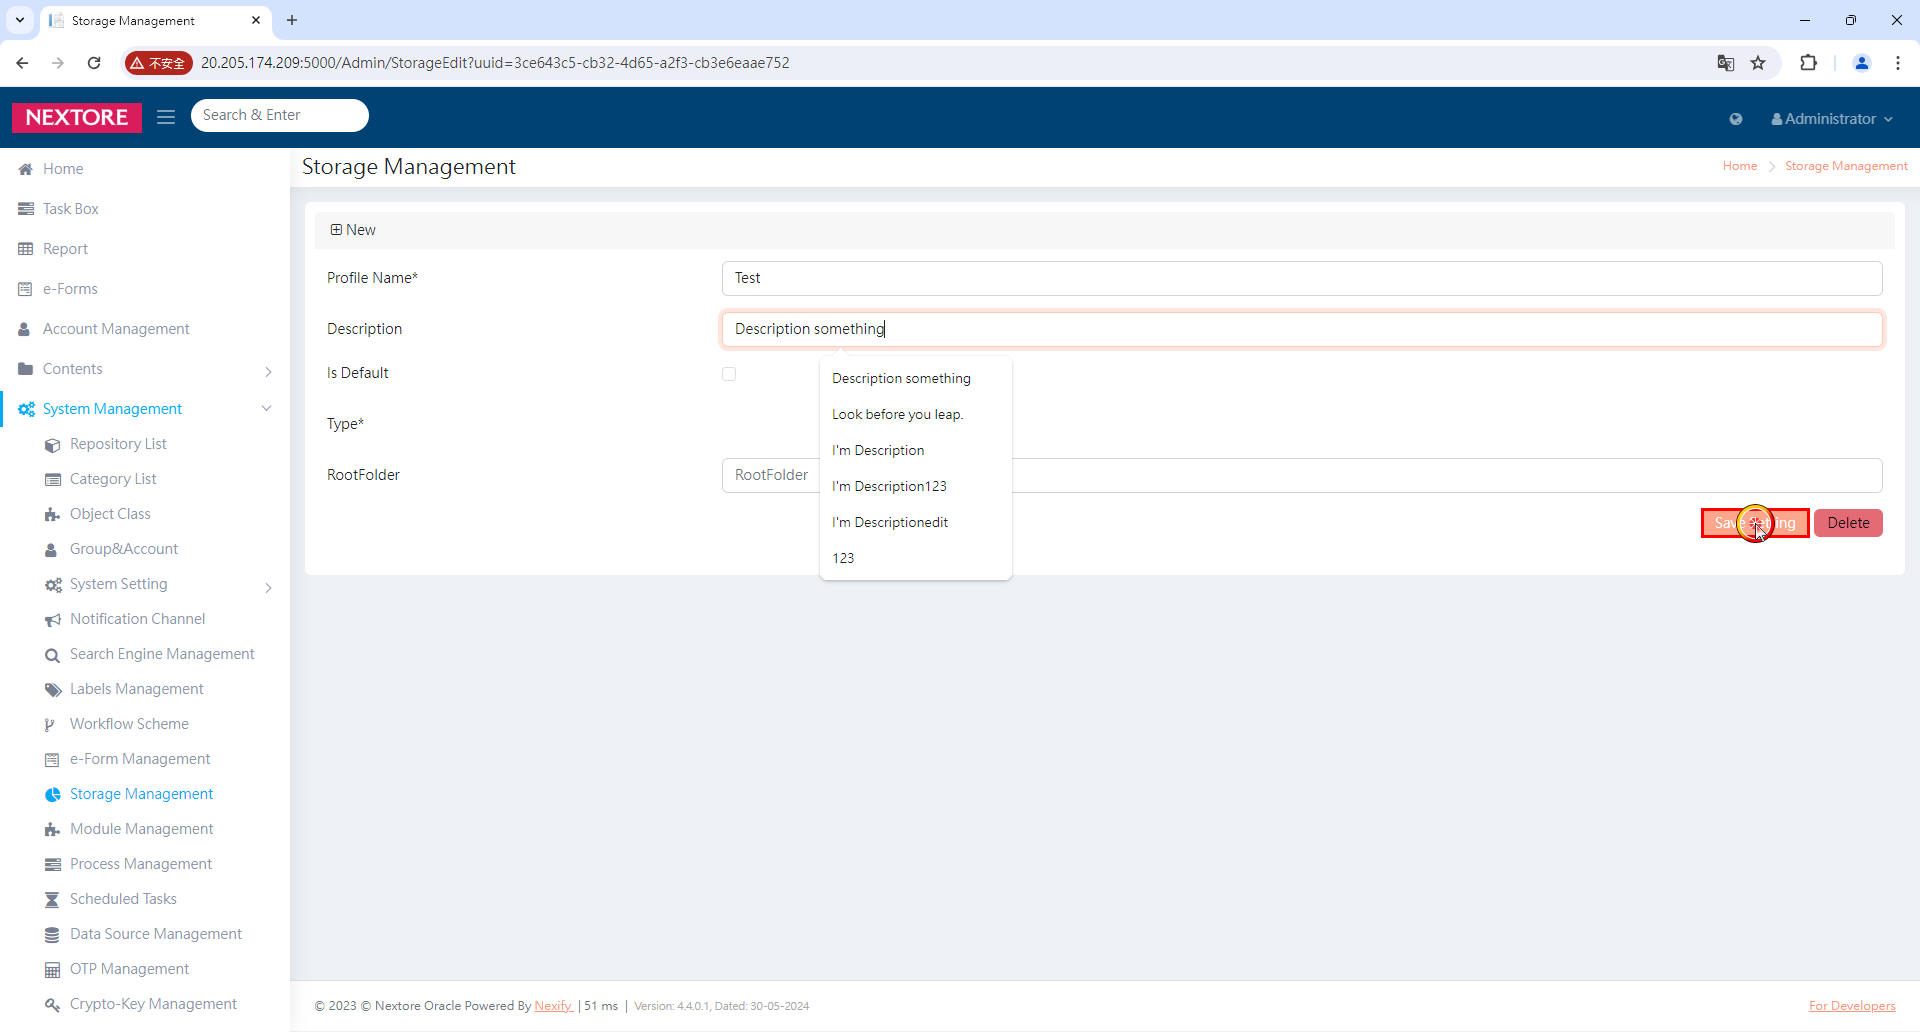 Storage Management
不安全
20.205.174.209:5000/Admin/StorageEdit?uuid=3ce643c5-cb32-4d65-a2f3-cb3e6eaae752
NEXTORE
Search & Enter
Administrator
Home
Task Box
Report
e-Forms
Account Management
Contents
System Management
Repository List
Category List
Object Class
Group&Account
System Setting
Notification Channel
Search Engine Management
Labels Management
Workflow Scheme
e-Form Management
Storage Management
Module Management
Process Management
Scheduled Tasks
Data Source Management
OTP Management
Crypto-Key Management
Storage Management
Home > Storage Management
New
Profile Name*
Test
Description
Description something
Is Default
Type*
RootFolder
RootFolder
Description something
Look before you leap.
I'm Description
I'm Description123
I'm Descriptionedit
123
Delete
© 2023 © Nextore Oracle Powered By Nexify | 51 ms | Version: 4.4.0.1, Dated: 30-05-2024
For Developers